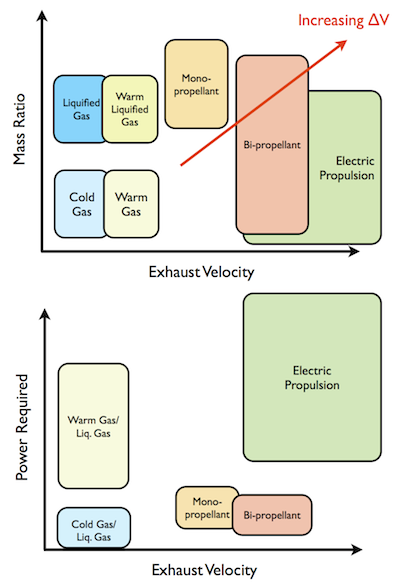 Increasing ΔV
Mass Ratio
Liquified
Gas
Warm
Liquified
Gas
Mono-
propellant
Bi-propellant
Electric
Propulsion
Cold
Gas
Warm
Gas
Exhaust Velocity
Power Required
Electric
Propulsion
Warm Gas/
Liq. Gas
Mono-
propellant
Bi-propellant
Cold Gas/
Liq. Gas
Exhaust Velocity